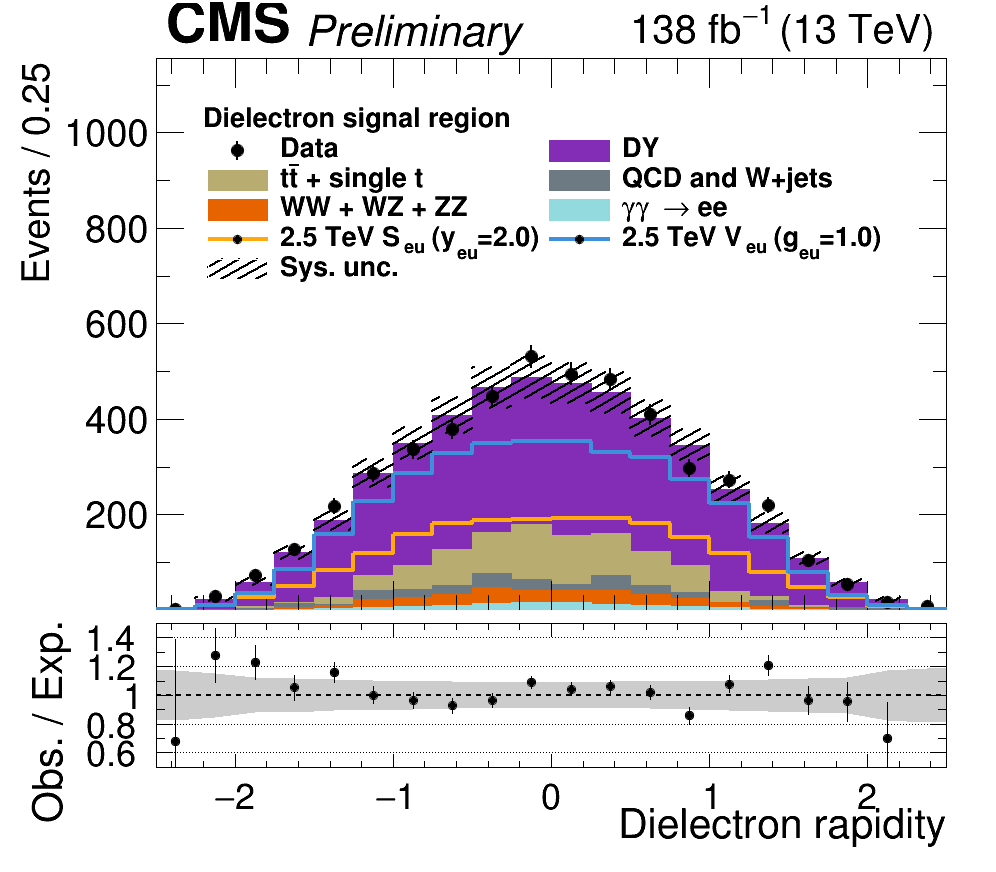 CMS Preliminary 138 fb⁻¹ (13 TeV)
Events / 0.25
1000
800
600
400
200
Dielectron signal region
Data DY
tt̄ + single t QCD and W+jets
WW + WZ + ZZ γγ → ee
2.5 TeV S_eu (y_eu=2.0) 2.5 TeV V_eu (g_eu=1.0)
Sys. unc.
Obs. / Exp.
1.4
1.2
1
0.8
0.6
−2 −1 0 1 2
Dielectron rapidity